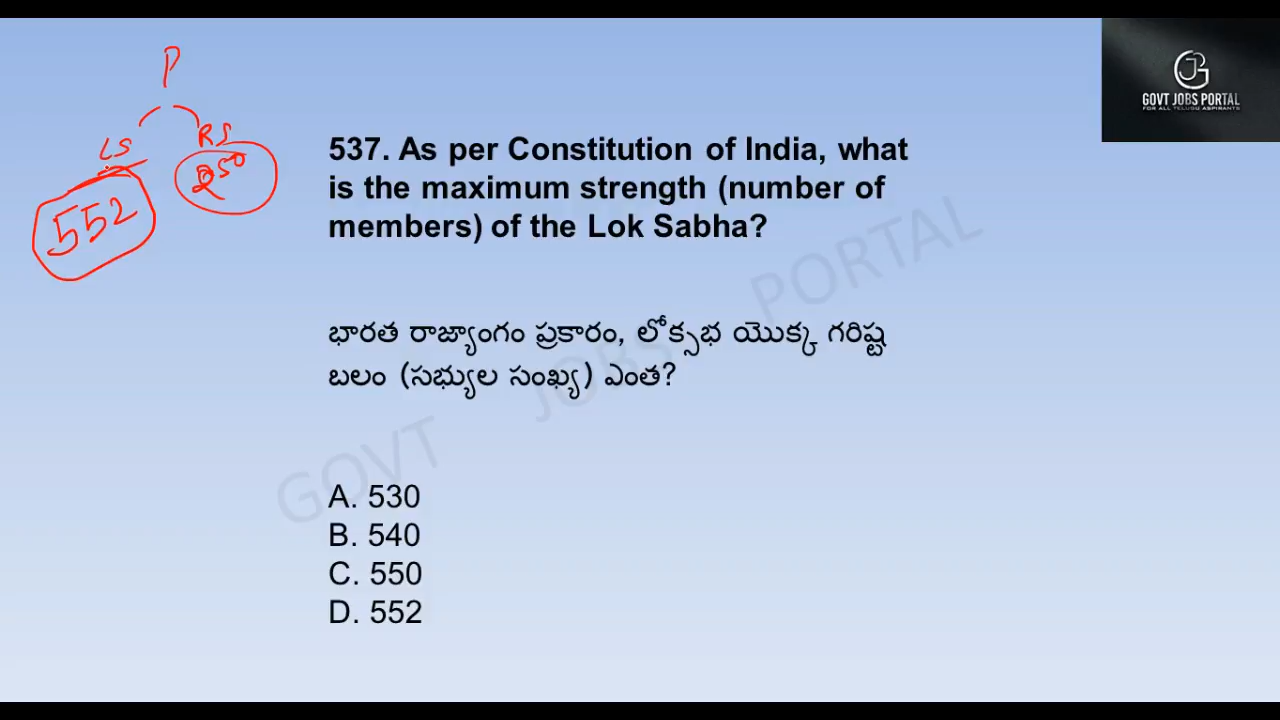 P
LS
RS
552
250
GOVT JOBS PORTAL
FOR ALL TELUGU ASPIRANTS
537. As per Constitution of India, what
is the maximum strength (number of
members) of the Lok Sabha?
భారత రాజ్యాంగం ప్రకారం, లోక్సభ యొక్క గరిష్ట
బలం (సభ్యుల సంఖ్య) ఎంత?
GOVT JOBS PORTAL
A. 530
B. 540
C. 550
D. 552